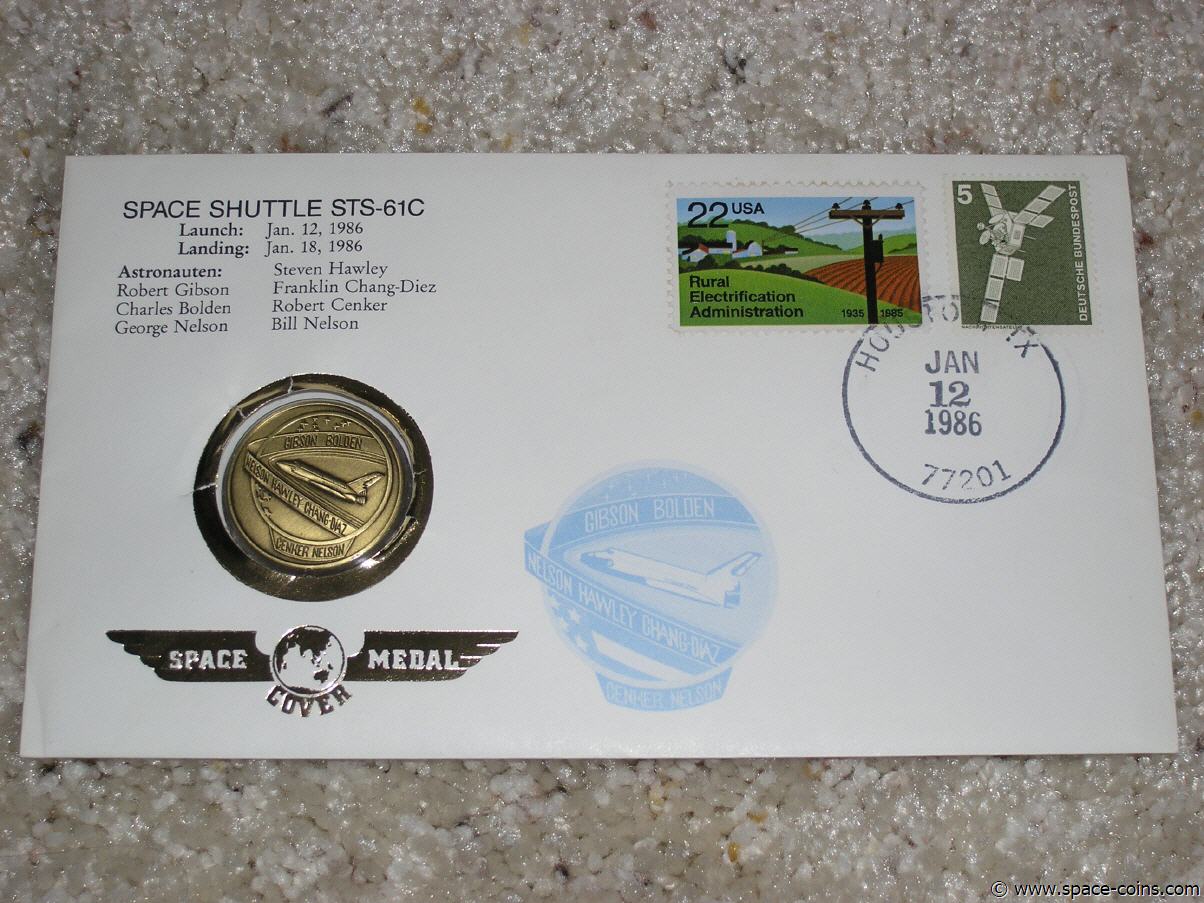 SPACE SHUTTLE STS-61C
Launch: Jan. 12, 1986
Landing: Jan. 18, 1986
Astronauten: Steven Hawley
Robert Gibson Franklin Chang-Diez
Charles Bolden Robert Cenker
George Nelson Bill Nelson
22 USA
Rural
Electrification
Administration
1935 1985
5
DEUTSCHE BUNDESPOST
NACHRICHTENSATELLIT
HOUSTON, TX
JAN
12
1986
77201
GIBSON BOLDEN
NELSON HAWLEY CHANG-DIAZ
CENKER NELSON
GIBSON BOLDEN
NELSON HAWLEY CHANG-DIAZ
CENKER NELSON
SPACE MEDAL
COVER
© www.space-coins.com